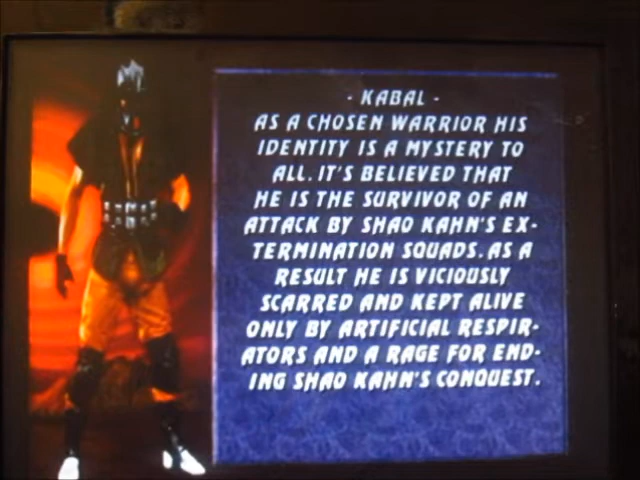 - KABAL -
AS A CHOSEN WARRIOR HIS
IDENTITY IS A MYSTERY TO
ALL. IT'S BELIEVED THAT
HE IS THE SURVIVOR OF AN
ATTACK BY SHAO KAHN'S EX-
TERMINATION SQUADS. AS A
RESULT HE IS VICIOUSLY
SCARRED AND KEPT ALIVE
ONLY BY ARTIFICIAL RESPIR-
ATORS AND A RAGE FOR END-
ING SHAO KAHN'S CONQUEST.